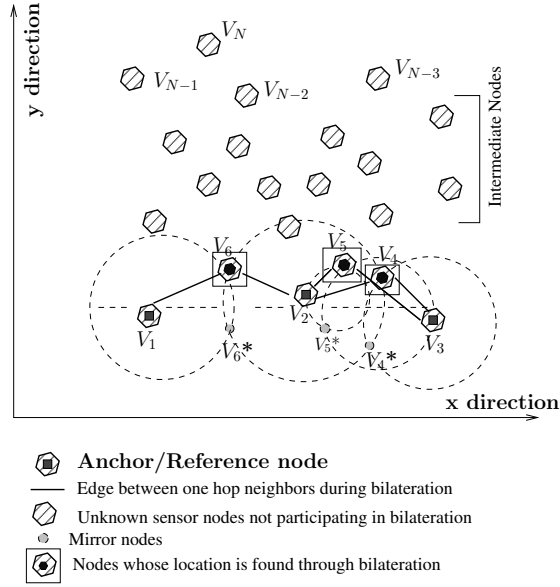 y direction
V_N
V_{N-1}
V_{N-2}
V_{N-3}
Intermediate Nodes
V_6
V_5
V_4
V_2
V_1
V_3
V_6*
V_5*
V_4*
x direction
Anchor/Reference node
Edge between one hop neighbors during bilateration
Unknown sensor nodes not participating in bilateration
Mirror nodes
Nodes whose location is found through bilateration